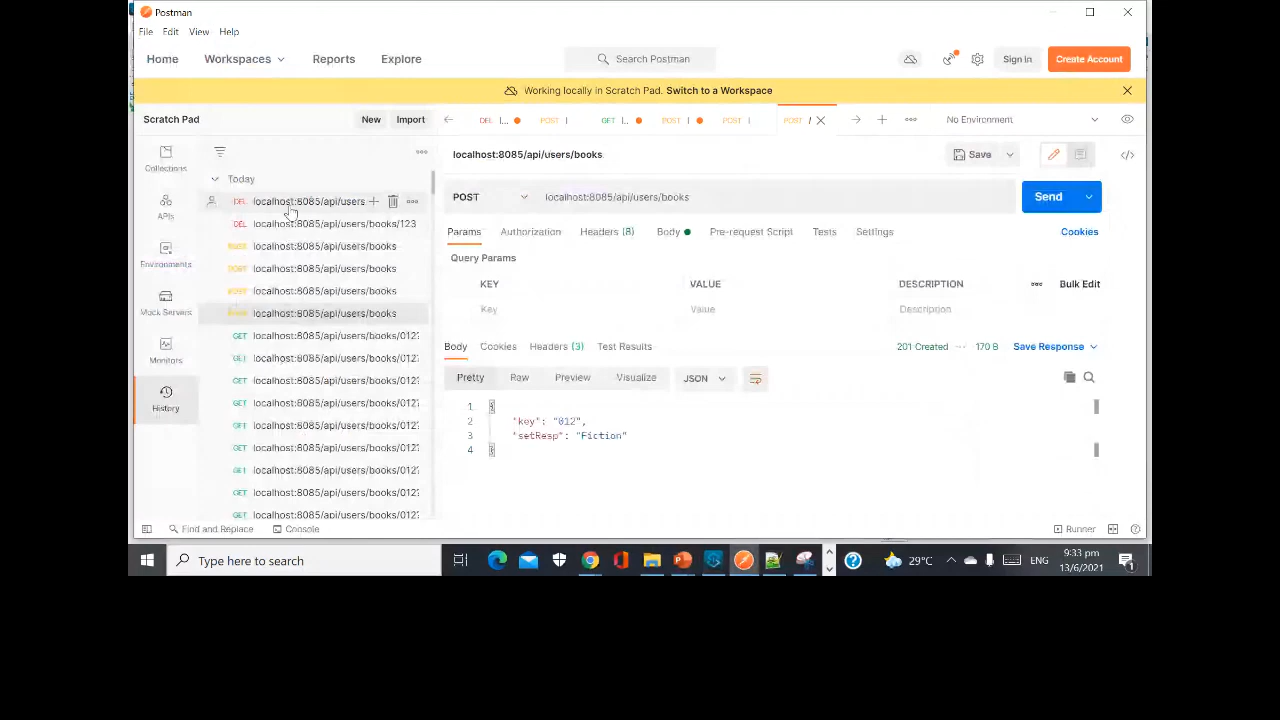 Postman
File Edit View Help
Home Workspaces Reports Explore Search Postman Sign In Create Account
Working locally in Scratch Pad. Switch to a Workspace
Scratch Pad New Import
DEL l... POST l GET l... POST l POST l POST No Environment
Collections
APIs
Environments
Mock Servers
Monitors
History
Today
DEL localhost:8085/api/users
DEL localhost:8085/api/users/books/123
POST localhost:8085/api/users/books
POST localhost:8085/api/users/books
POST localhost:8085/api/users/books
POST localhost:8085/api/users/books
GET localhost:8085/api/users/books/012?
GET localhost:8085/api/users/books/012?
GET localhost:8085/api/users/books/012?
GET localhost:8085/api/users/books/012?
GET localhost:8085/api/users/books/012?
GET localhost:8085/api/users/books/012?
GET localhost:8085/api/users/books/012?
GET localhost:8085/api/users/books/012?
GET localhost:8085/api/users/books/012?
localhost:8085/api/users/books Save
POST localhost:8085/api/users/books Send
Params Authorization Headers (8) Body Pre-request Script Tests Settings Cookies
Query Params
KEY VALUE DESCRIPTION Bulk Edit
Key Value Description
Body Cookies Headers (3) Test Results 201 Created 170 B Save Response
Pretty Raw Preview Visualize JSON
1 {
2 "key": "012",
3 "setResp": "Fiction"
4 }
Find and Replace Console Runner
Type here to search 29°C ENG 9:33 pm
13/6/2021
1